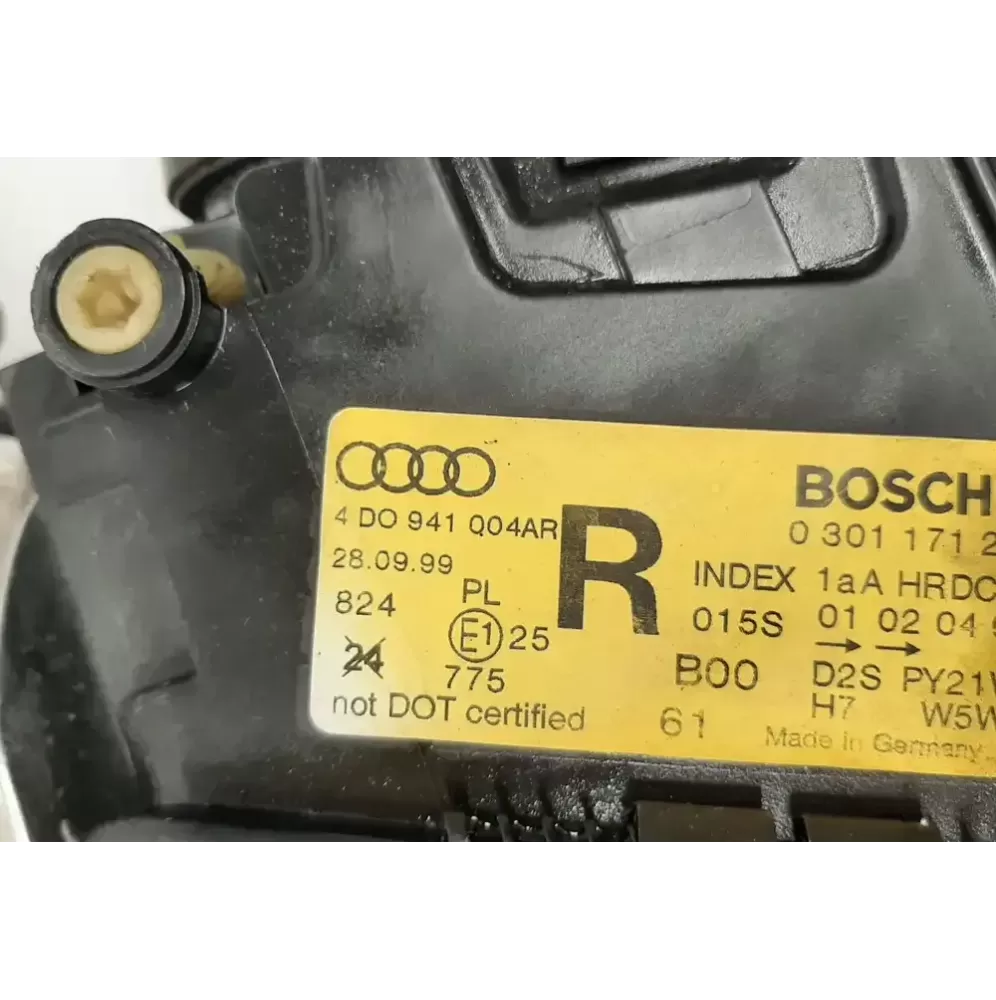 BOSCH
4 DO 941 004AR
R
0 301 171 2
28.09.99
INDEX 1aA HRDC
824
PL
015S 01 02 04
E1 25
24
775
B00
D2S PY21W
H7 W5W
not DOT certified
61
Made in Germany